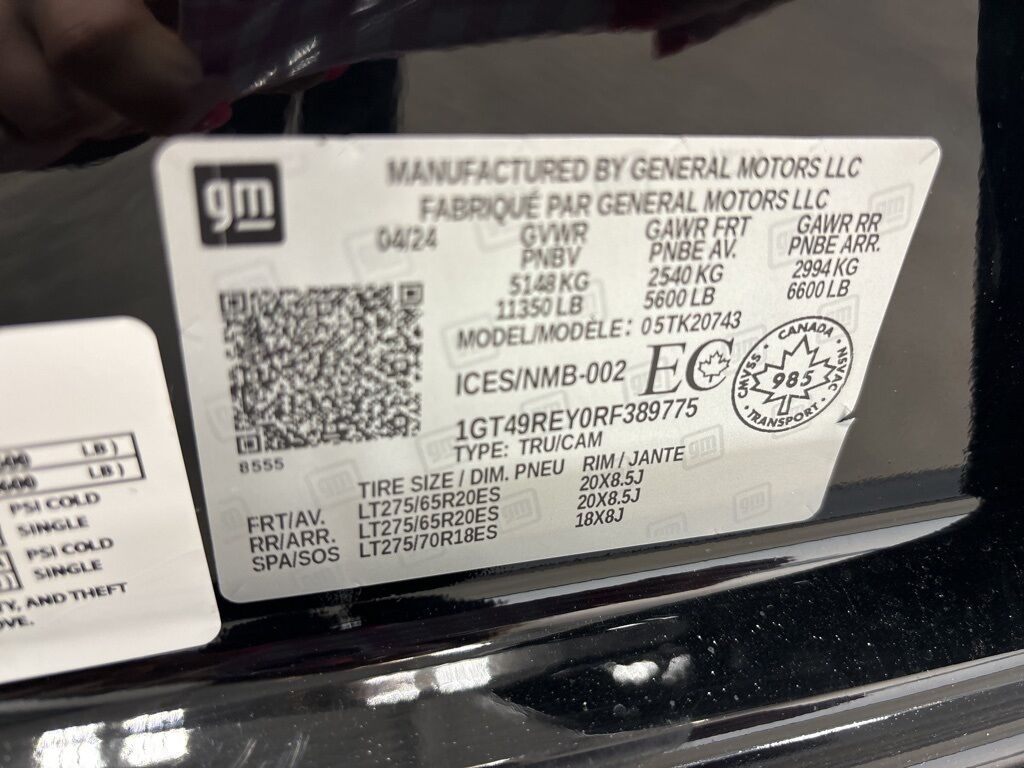 gm
MANUFACTURED BY GENERAL MOTORS LLC
FABRIQUÉ PAR GENERAL MOTORS LLC
04/24
GVWR
PNBV
5148 KG
11350 LB
GAWR FRT
PNBE AV.
2540 KG
5600 LB
GAWR RR
PNBE ARR.
2994 KG
6600 LB
MODEL/MODÈLE: 05TK20743
ICES/NMB-002
EC
CANADA
NSVAC
TRANSPORT
CMVSS
985
1GT49REY0RF389775
TYPE: TRU/CAM
8555
TIRE SIZE / DIM. PNEU RIM / JANTE
FRT/AV. LT275/65R20ES 20X8.5J
RR/ARR. LT275/65R20ES 20X8.5J
SPA/SOS LT275/70R18ES 18X8J
LB )
LB )
PSI COLD
SINGLE
PSI COLD
SINGLE
AND THEFT